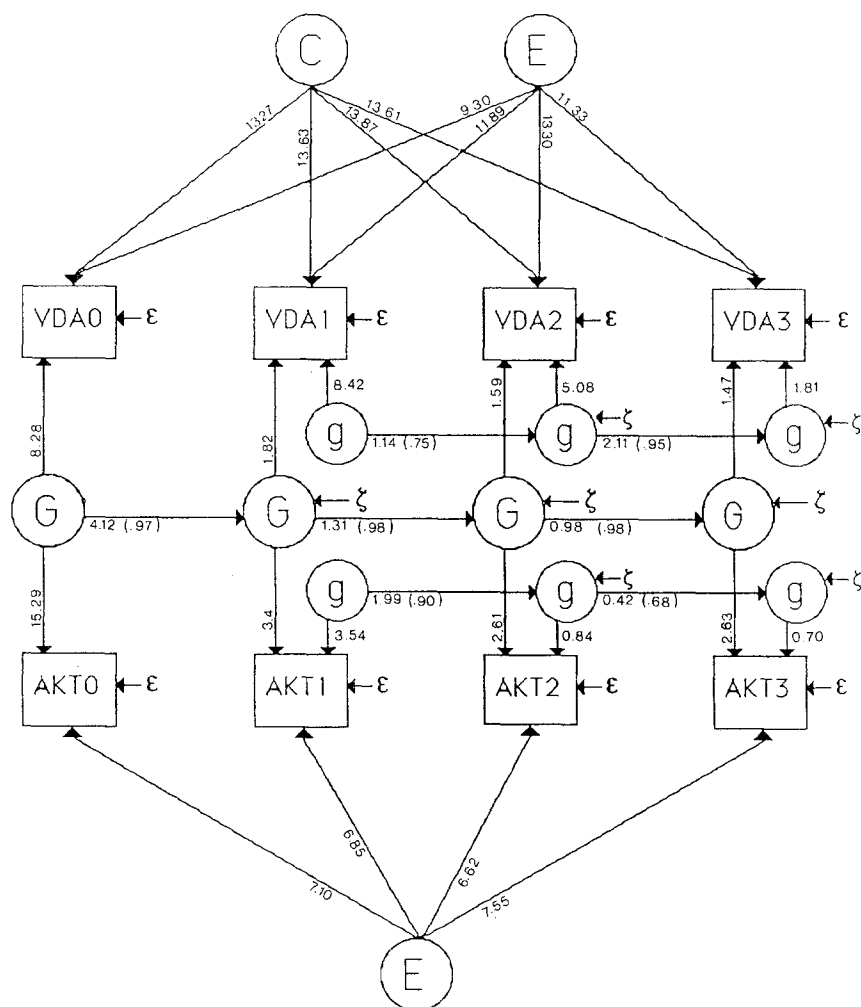 C E
13.27 13.63 13.87 13.61 9.30 11.89 13.30 11.33
VDA0 ε VDA1 ε VDA2 ε VDA3 ε
8.28 1.82 8.42 1.59 5.08 1.47 1.81
g 1.14 (.75) g ζ 2.11 (.95) g ζ
G 4.12 (.97) G ζ 1.31 (.98) G ζ 0.98 (.98) G ζ
g 1.99 (.90) g ζ 0.42 (.68) g ζ
15.29 3.4 3.54 2.61 0.84 2.63 0.70
AKT0 ε AKT1 ε AKT2 ε AKT3 ε
7.10 6.85 6.62 7.55
E